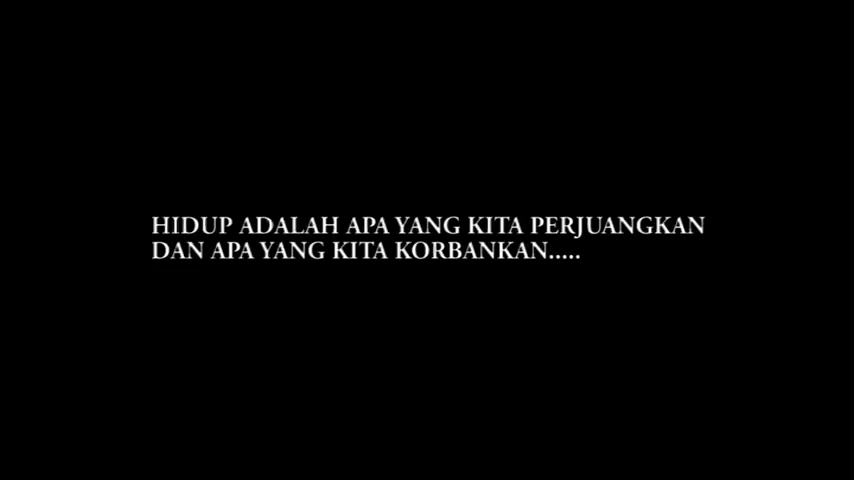 HIDUP ADALAH APA YANG KITA PERJUANGKAN
DAN APA YANG KITA KORBANKAN.....